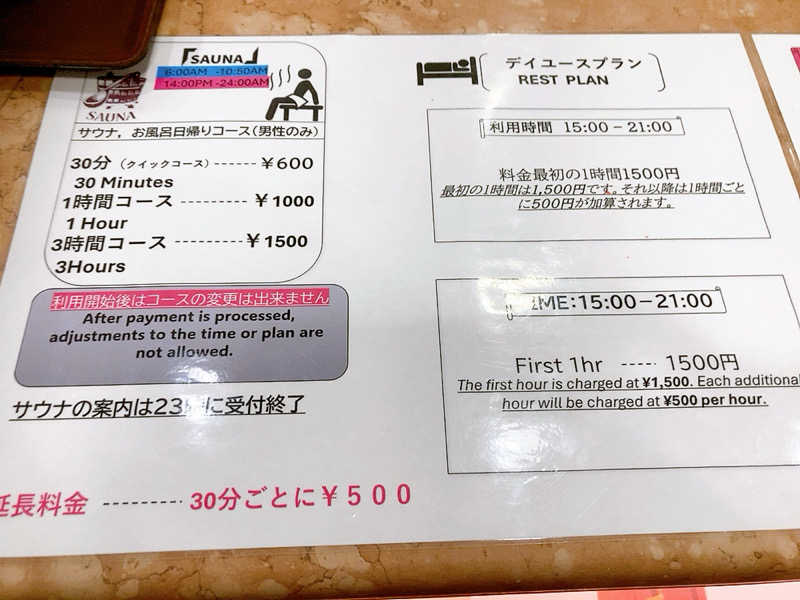 「SAUNA」
6:00AM -10:50AM
14:00PM -24:00AM
SAUNA
サウナ，お風呂日帰りコース（男性のみ）
30分（クイックコース）------￥600
30 Minutes
1時間コース ---------￥1000
1 Hour
3時間コース ---------￥1500
3Hours
利用開始後はコースの変更は出来ません
After payment is processed,
adjustments to the time or plan are
not allowed.
サウナの案内は23時に受付終了
延長料金 --------- 30分ごとに￥500
デイユースプラン
REST PLAN
利用時間 15:00－21:00
料金最初の1時間1500円
最初の1時間は1,500円です。それ以降は1時間ごと
に500円が加算されます。
TIME:15:00－21:00
First 1hr ----- 1500円
The first hour is charged at ¥1,500. Each additional
hour will be charged at ¥500 per hour.